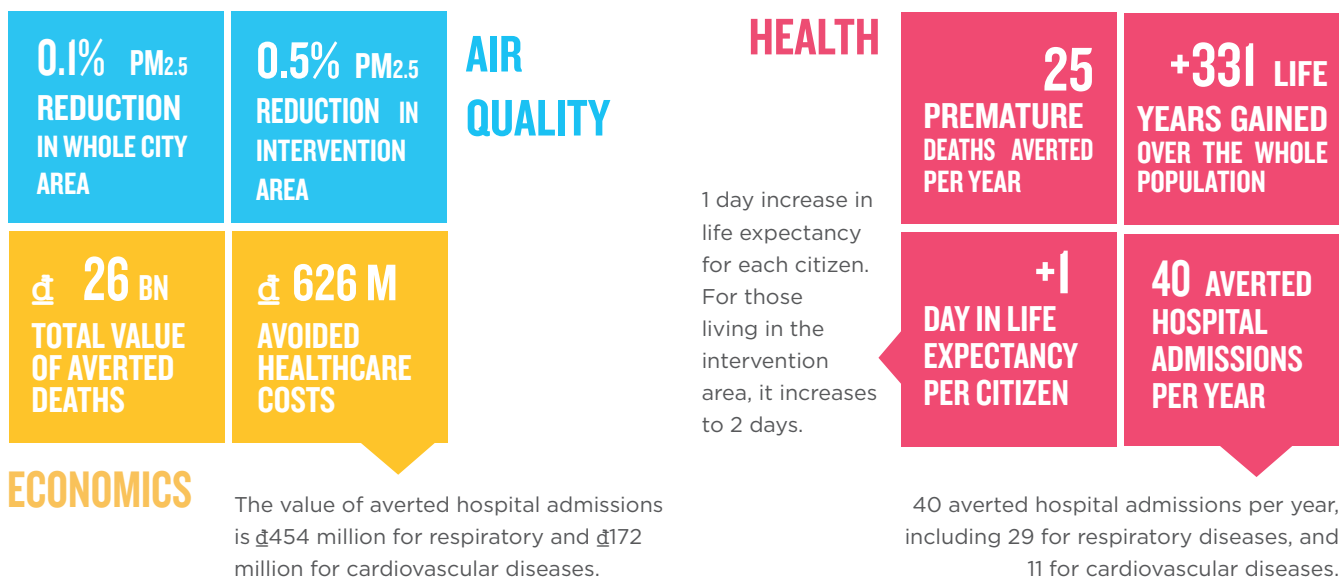 0.1% PM2.5
REDUCTION
IN WHOLE CITY
AREA
0.5% PM2.5
REDUCTION IN
INTERVENTION
AREA
AIR
QUALITY
₫ 26 BN
TOTAL VALUE
OF AVERTED
DEATHS
₫ 626 M
AVOIDED
HEALTHCARE
COSTS
ECONOMICS
The value of averted hospital admissions
is ₫454 million for respiratory and ₫172
million for cardiovascular diseases.
HEALTH
25
PREMATURE
DEATHS AVERTED
PER YEAR
+331 LIFE
YEARS GAINED
OVER THE WHOLE
POPULATION
1 day increase in
life expectancy
for each citizen.
For those
living in the
intervention
area, it increases
to 2 days.
+1
DAY IN LIFE
EXPECTANCY
PER CITIZEN
40 AVERTED
HOSPITAL
ADMISSIONS
PER YEAR
40 averted hospital admissions per year,
including 29 for respiratory diseases, and
11 for cardiovascular diseases.